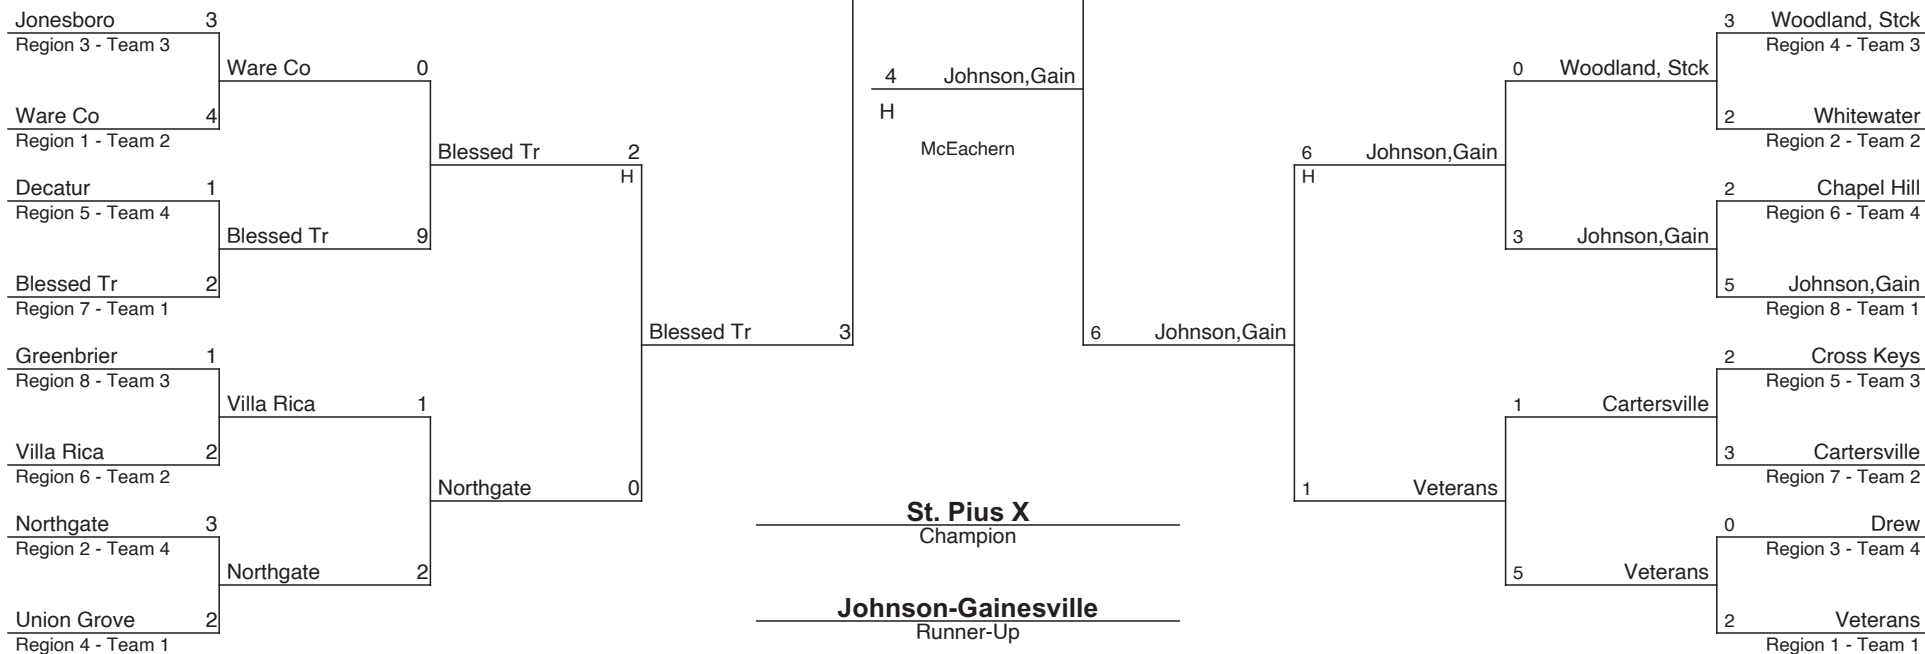 Jonesboro 3
Region 3 - Team 3
Ware Co 0
Ware Co 4
Region 1 - Team 2
Blessed Tr 2
H
Decatur 1
Region 5 - Team 4
Blessed Tr 9
Blessed Tr 2
Region 7 - Team 1
Blessed Tr 3
Greenbrier 1
Region 8 - Team 3
Villa Rica 1
Villa Rica 2
Region 6 - Team 2
Northgate 0
Northgate 3
Region 2 - Team 4
Northgate 2
Union Grove 2
Region 4 - Team 1
4 Johnson,Gain
H
McEachern
St. Pius X
Champion
Johnson-Gainesville
Runner-Up
3 Woodland, Stck
Region 4 - Team 3
0 Woodland, Stck
2 Whitewater
Region 2 - Team 2
6 Johnson,Gain
H
2 Chapel Hill
Region 6 - Team 4
3 Johnson,Gain
5 Johnson,Gain
Region 8 - Team 1
6 Johnson,Gain
2 Cross Keys
Region 5 - Team 3
1 Cartersville
3 Cartersville
Region 7 - Team 2
1 Veterans
0 Drew
Region 3 - Team 4
5 Veterans
2 Veterans
Region 1 - Team 1